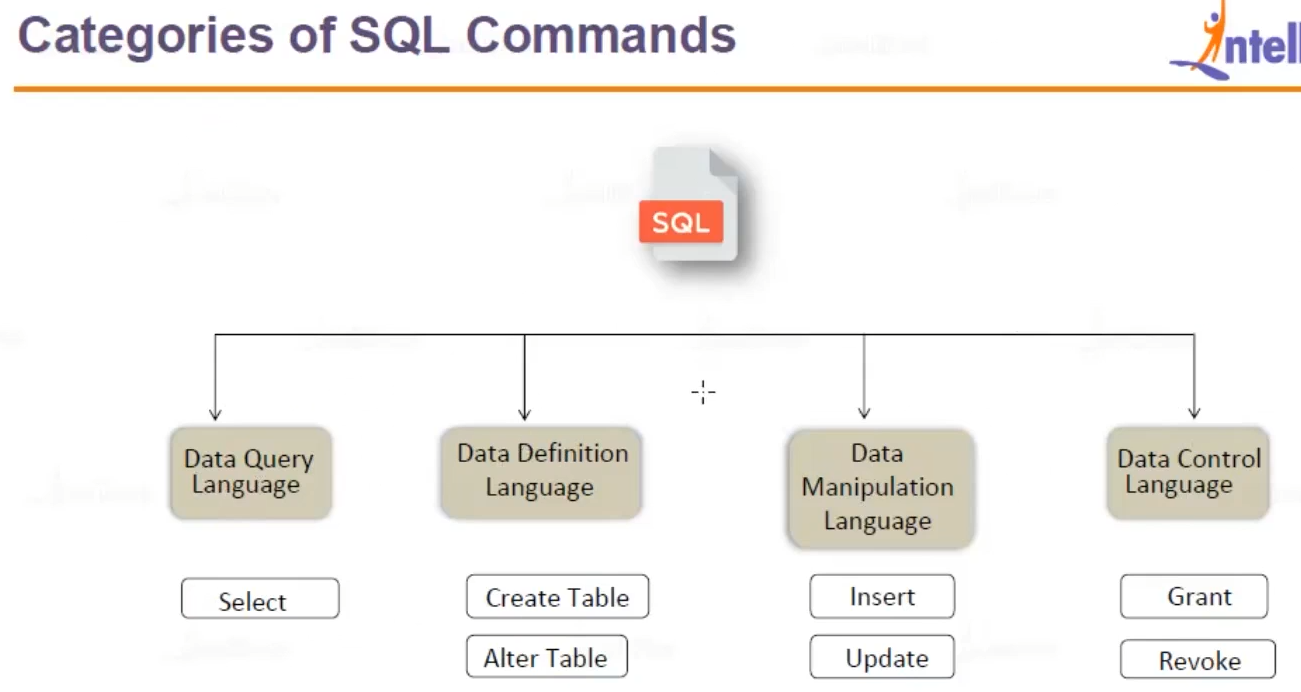 Categories of SQL Commands
ntell
SQL
Data Query
Language
Data Definition
Language
Data
Manipulation
Language
Data Control
Language
Select
Create Table
Insert
Grant
Alter Table
Update
Revoke